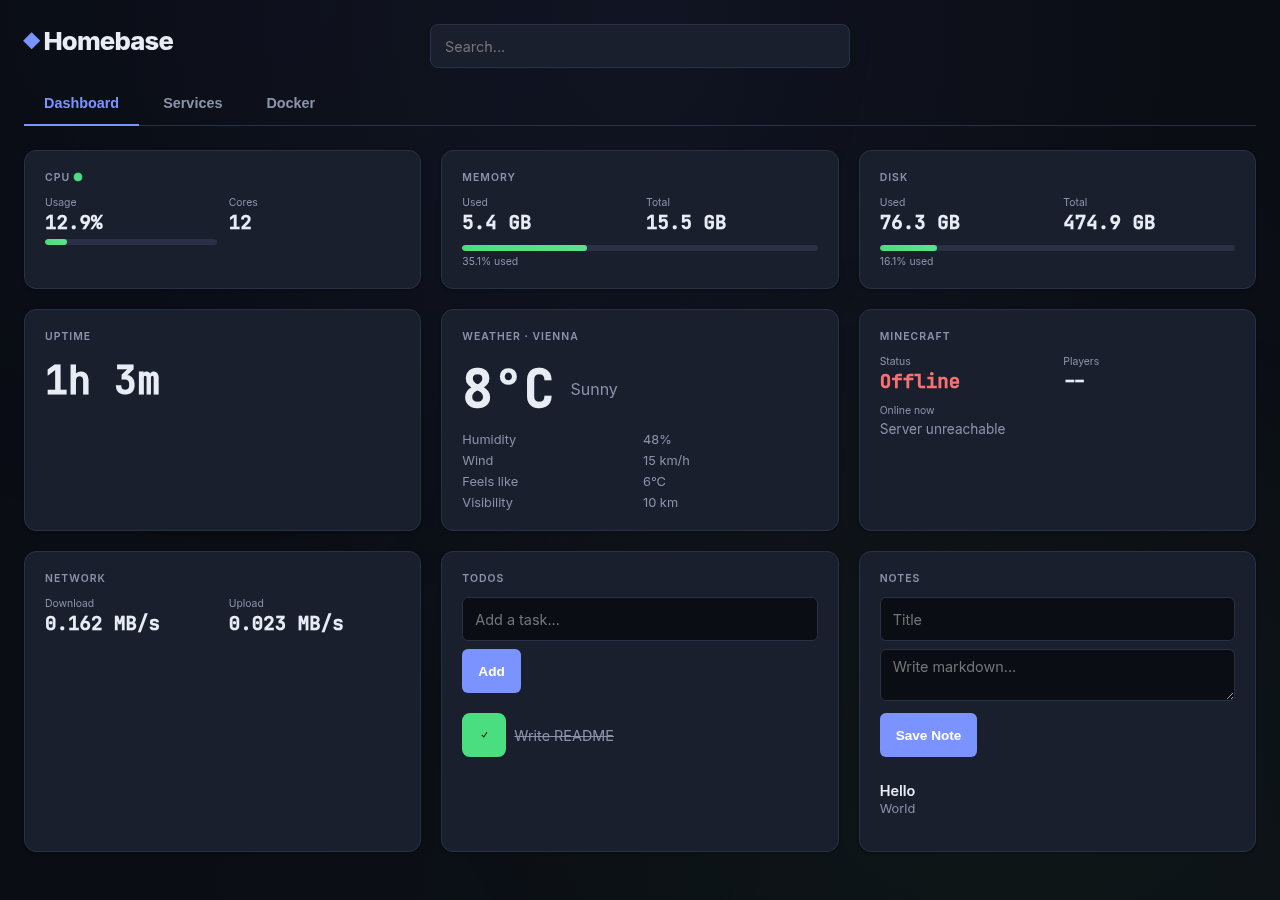 Homebase
Search...
Dashboard Services Docker
CPU
Usage Cores
12.9% 12
MEMORY
Used Total
5.4 GB 15.5 GB
35.1% used
DISK
Used Total
76.3 GB 474.9 GB
16.1% used
UPTIME
1h 3m
WEATHER · VIENNA
8°C Sunny
Humidity 48%
Wind 15 km/h
Feels like 6°C
Visibility 10 km
MINECRAFT
Status Players
Offline —
Online now
Server unreachable
NETWORK
Download Upload
0.162 MB/s 0.023 MB/s
TODOS
Add a task...
Add
✓ Write README
NOTES
Title
Write markdown...
Save Note
Hello
World